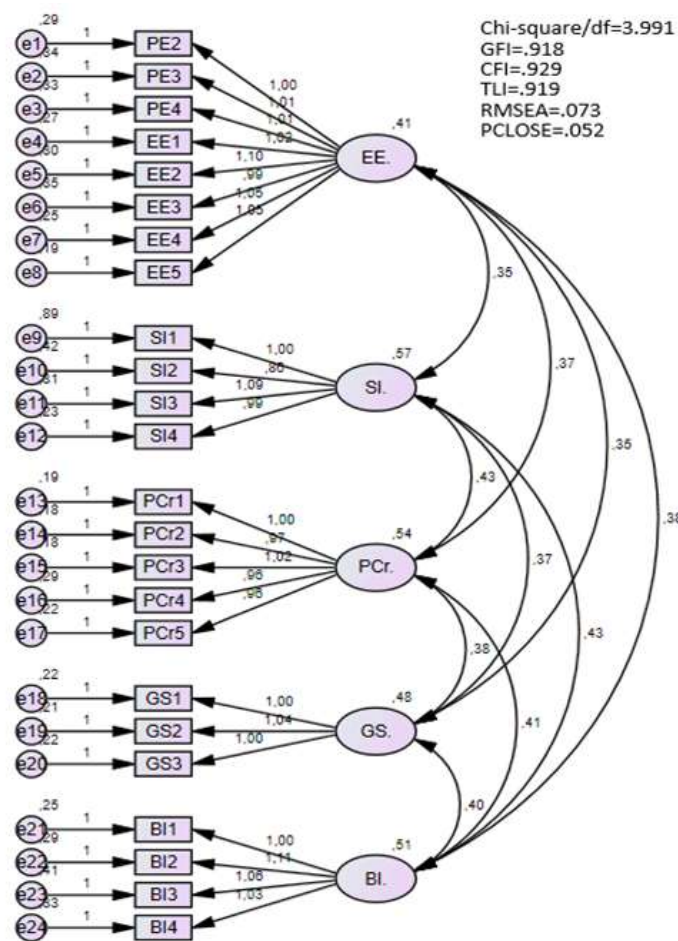 Chi-square/df=3.991
GFI=.918
CFI=.929
TLI=.919
RMSEA=.073
PCLOSE=.052
,29
e1 1 PE2 1,00
e2 1 PE3 1,01
e3 1 PE4 1,01
,27
e4 1 EE1 1,02
e5 1 EE2 1,10
e6 1 EE3 ,99
,25
e7 1 EE4 1,05
,19
e8 1 EE5 1,05
,41
EE.
,35
,89
e9 1 SI1 1,00
,42
e10 1 SI2
e11 1 SI3 1,09
,23
e12 1 SI4 ,99
,57
SI.
,37
,35
,38
,43
,37
,43
,19
e13 1 PCr1 1,00
,18
e14 1 PCr2 ,97
,18
e15 1 PCr3 1,02
,29
e16 1 PCr4 ,96
,22
e17 1 PCr5 ,96
,54
PCr.
,38
,41
,22
e18 1 GS1 1,00
,21
e19 1 GS2 1,04
,22
e20 1 GS3 1,00
,48
GS.
,40
,25
e21 1 BI1 1,00
,29
e22 1 BI2 1,11
,41
e23 1 BI3 1,06
e24 1 BI4 1,03
,51
BI.